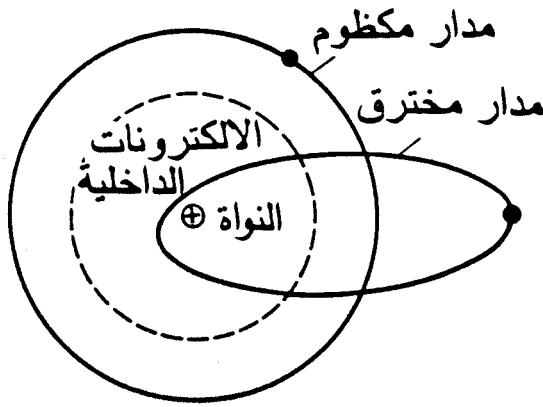 مدار مكظوم
مدار مخترق
الالكترونات
الداخلية
النواة